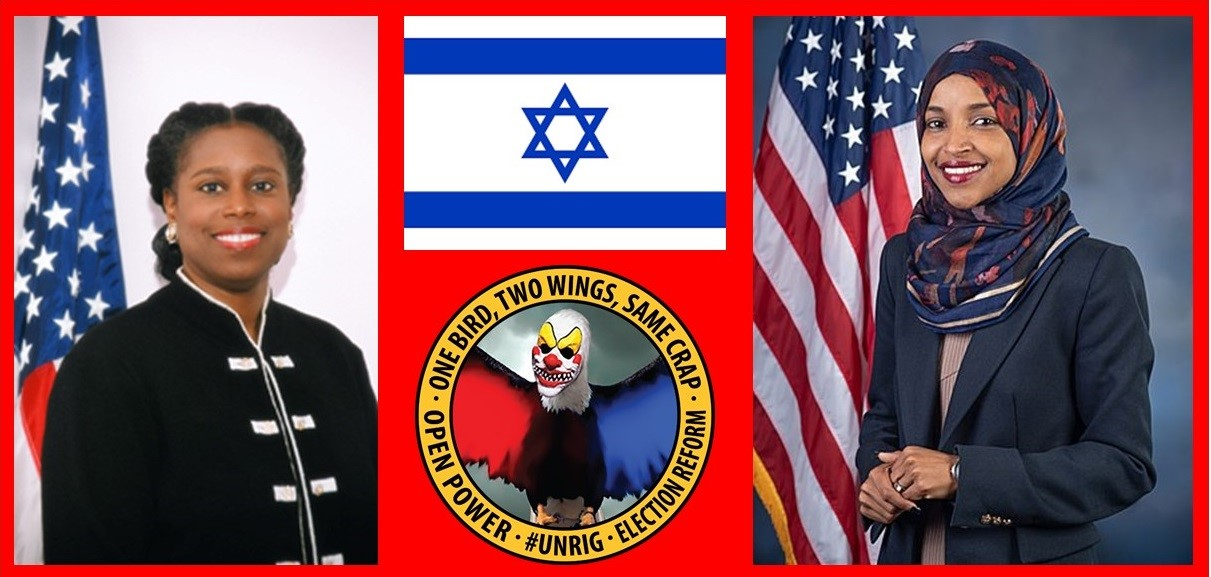 ONE BIRD, TWO WINGS, SAME CRAP ·
OPEN POWER · #UNRIG · ELECTION REFORM ·